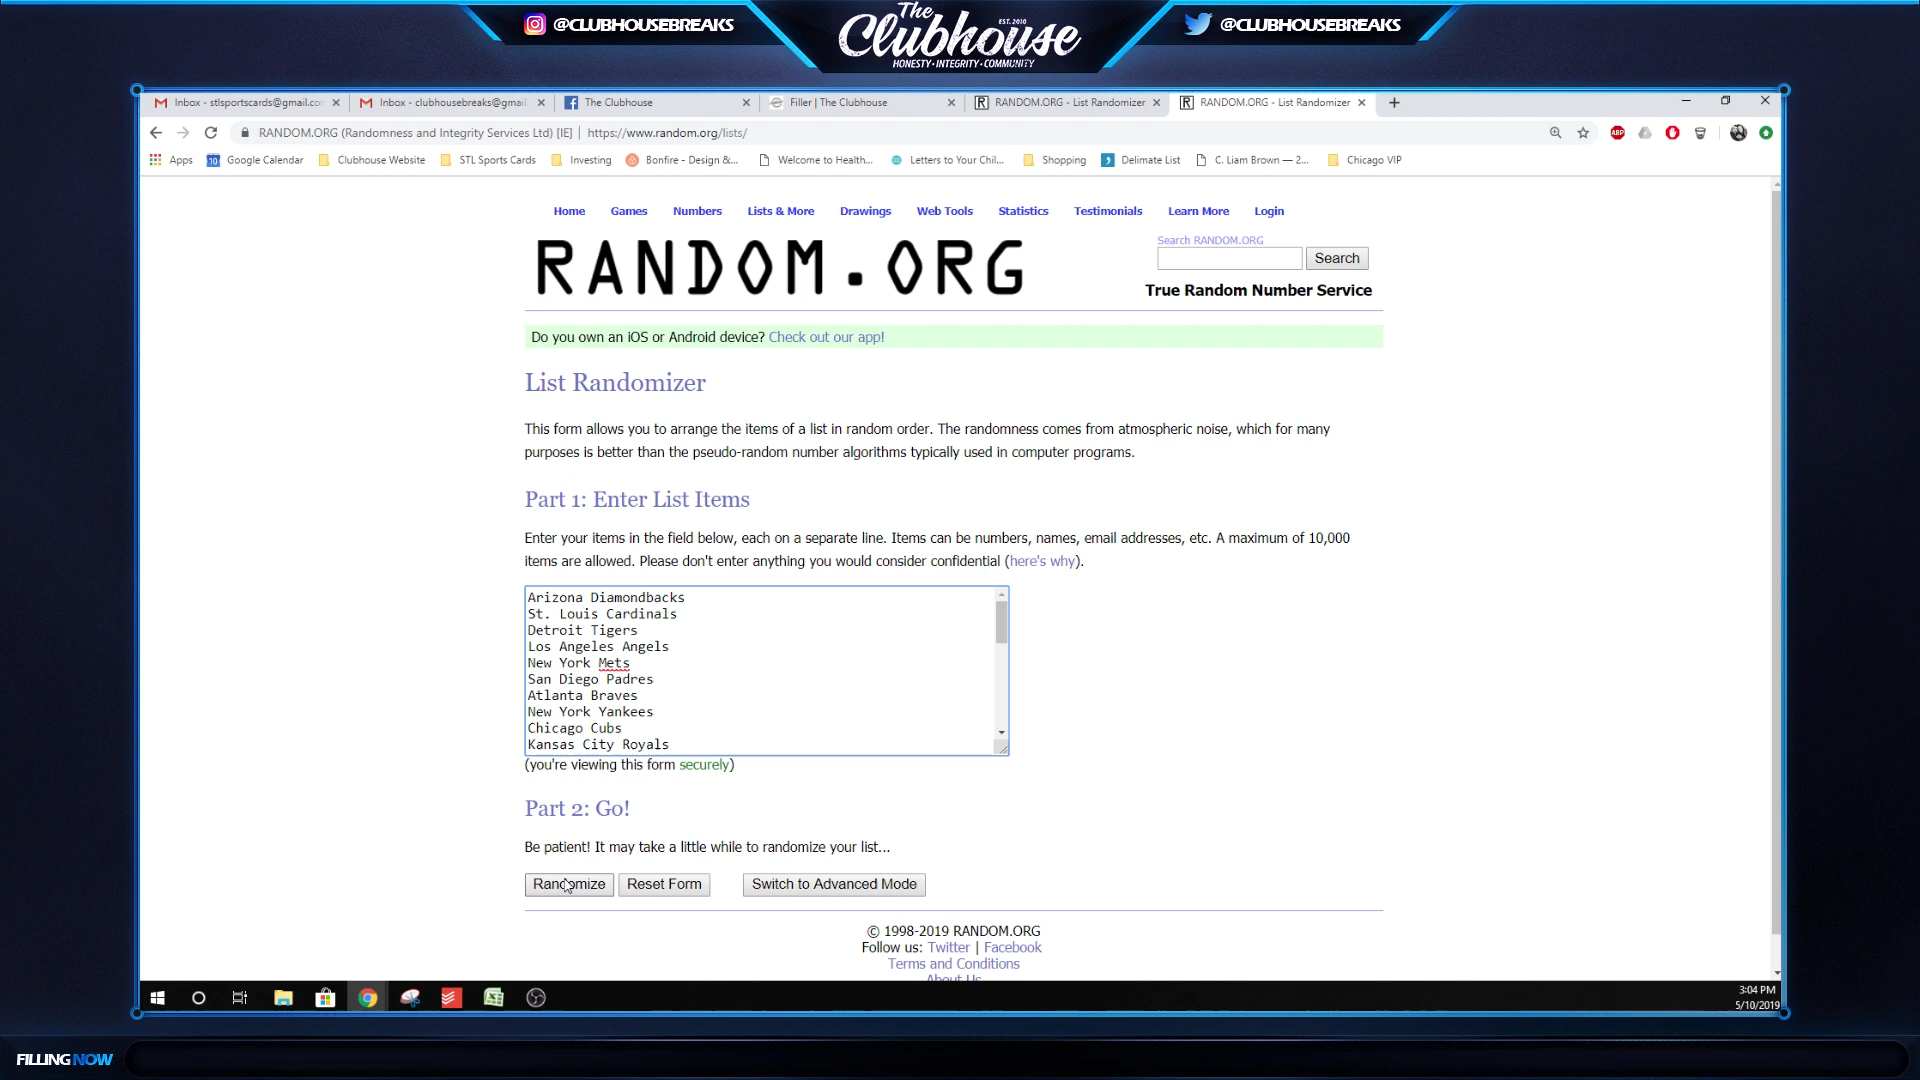 @CLUBHOUSEBREAKS
The Clubhouse
EST. 2010
HONESTY • INTEGRITY • COMMUNITY
@CLUBHOUSEBREAKS
Inbox - stlsportscards@gmail.co
Inbox - clubhousebreaks@gmail.
The Clubhouse
Filler | The Clubhouse
RANDOM.ORG - List Randomizer
RANDOM.ORG - List Randomizer
RANDOM.ORG (Randomness and Integrity Services Ltd) [IE] | https://www.random.org/lists/
Apps
Google Calendar
Clubhouse Website
STL Sports Cards
Investing
Bonfire - Design &...
Welcome to Health...
Letters to Your Chil...
Shopping
Delimate List
C. Liam Brown — 2...
Chicago VIP
Home Games Numbers Lists & More Drawings Web Tools Statistics Testimonials Learn More Login
RANDOM.ORG
Search RANDOM.ORG
Search
True Random Number Service
Do you own an iOS or Android device? Check out our app!
List Randomizer
This form allows you to arrange the items of a list in random order. The randomness comes from atmospheric noise, which for many
purposes is better than the pseudo-random number algorithms typically used in computer programs.
Part 1: Enter List Items
Enter your items in the field below, each on a separate line. Items can be numbers, names, email addresses, etc. A maximum of 10,000
items are allowed. Please don't enter anything you would consider confidential (here's why).
Arizona Diamondbacks
St. Louis Cardinals
Detroit Tigers
Los Angeles Angels
New York Mets
San Diego Padres
Atlanta Braves
New York Yankees
Chicago Cubs
Kansas City Royals
(you're viewing this form securely)
Part 2: Go!
Be patient! It may take a little while to randomize your list...
Randomize Reset Form Switch to Advanced Mode
© 1998-2019 RANDOM.ORG
Follow us: Twitter | Facebook
Terms and Conditions
About Us
3:04 PM
5/10/2019
FILLING NOW